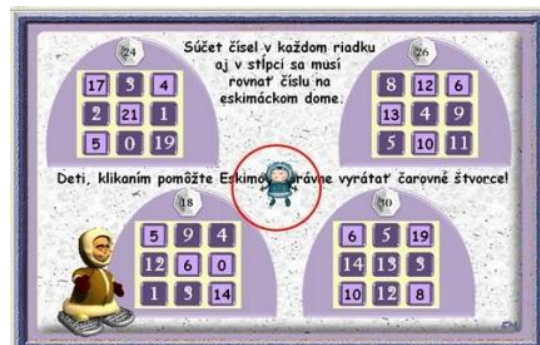 24
Súčet čísel v každom riadku
aj v stĺpci sa musí
rovnať číslu na
eskimáckom dome.
26
17 3 4
2 21 1
5 0 19
8 12 6
13 4 9
5 10 11
Deti, klikaním pomôžte Eskimo rávne vyrátať čarovné štvorce!
18
30
5 9 4
12 6 0
1 3 14
6 5 19
14 13 3
10 12 8